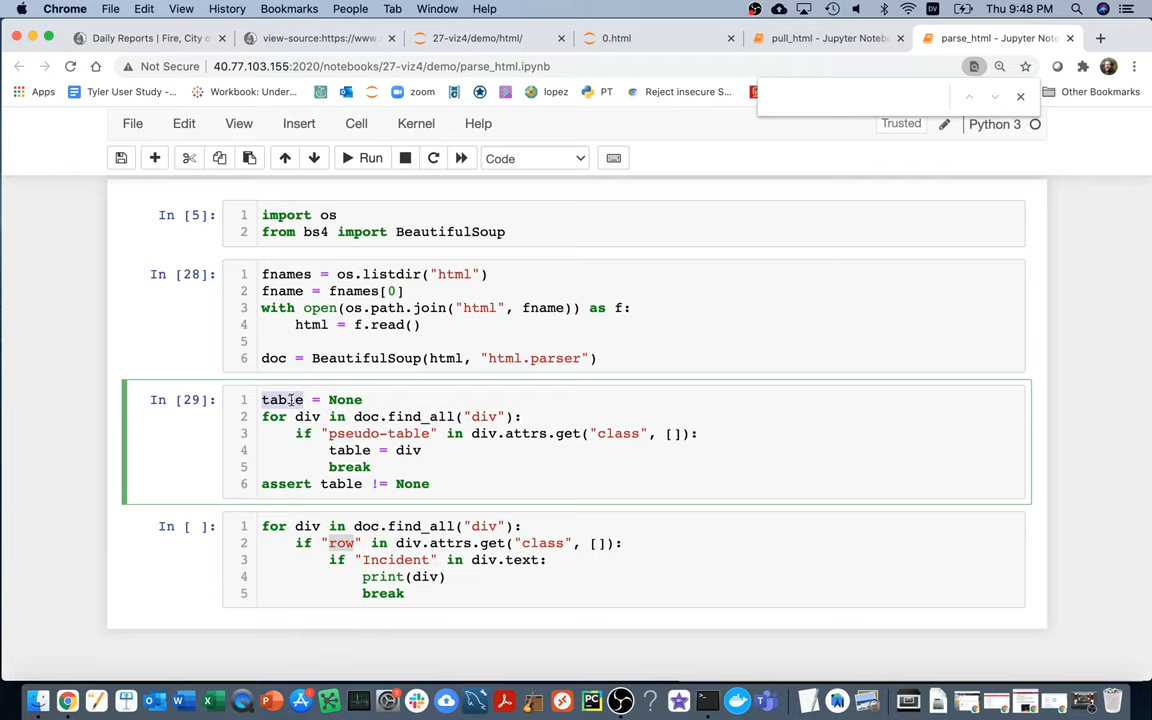 Chrome File Edit View History Bookmarks People Tab Window Help Thu 9:48 PM
Daily Reports | Fire, City o × view-source:https://www. × 27-viz4/demo/html/ × 0.html × pull_html - Jupyter Notebo × parse_html - Jupyter Note ×
Not Secure | 40.77.103.155:2020/notebooks/27-viz4/demo/parse_html.ipynb
Apps Tyler User Study -... Workbook: Under... zoom lopez PT Reject insecure S... Other Bookmarks
File Edit View Insert Cell Kernel Help Trusted Python 3
Run Code
In [5]: 1 import os
2 from bs4 import BeautifulSoup
In [28]: 1 fnames = os.listdir("html")
2 fname = fnames[0]
3 with open(os.path.join("html", fname)) as f:
4     html = f.read()
5
6 doc = BeautifulSoup(html, "html.parser")
In [29]: 1 table = None
2 for div in doc.find_all("div"):
3     if "pseudo-table" in div.attrs.get("class", []):
4         table = div
5         break
6 assert table != None
In [ ]: 1 for div in doc.find_all("div"):
2     if "row" in div.attrs.get("class", []):
3         if "Incident" in div.text:
4             print(div)
5             break